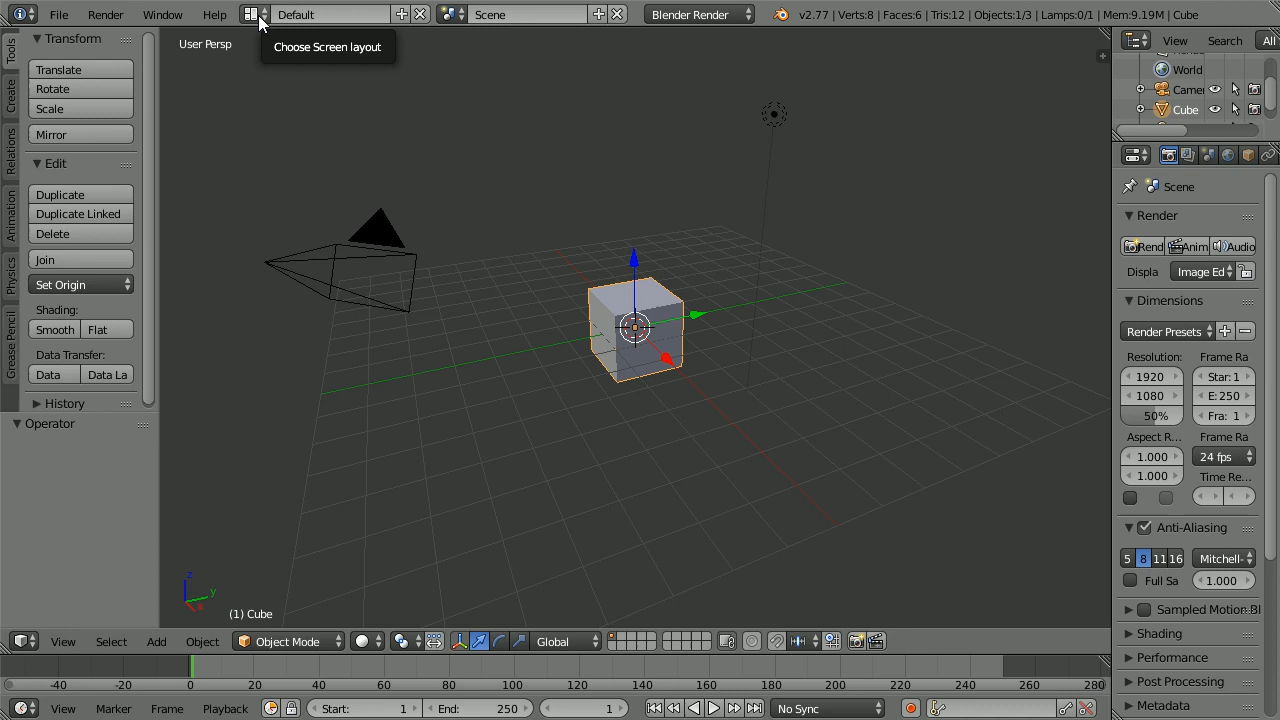 File Render Window Help Default Scene Blender Render v2.77 | Verts:8 | Faces:6 | Tris:12 | Objects:1/3 | Lamps:0/1 | Mem:9.19M | Cube
Choose Screen layout
User Persp
(1) Cube
z
y
x
Tools
Create
Relations
Animation
Physics
Grease Pencil
Transform
Translate
Rotate
Scale
Mirror
Edit
Duplicate
Duplicate Linked
Delete
Join
Set Origin
Shading:
Smooth Flat
Data Transfer:
Data Data La
History
Operator
View Search All
World
Camer
Cube
Scene
Render
Rend Anim Audio
Displa Image Ed
Dimensions
Render Presets
Resolution: Frame Ra
1920 Star: 1
1080 E: 250
50% Fra: 1
Aspect R... Frame Ra
1.000 24 fps
1.000 Time Re...
Anti-Aliasing
5 8 11 16 Mitchell-
Full Sa 1.000
Sampled Motion Bl
Shading
Performance
Post Processing
Metadata
View Select Add Object Object Mode Global
-40 -20 0 20 40 60 80 100 120 140 160 180 200 220 240 260 280
View Marker Frame Playback Start: 1 End: 250 1 No Sync